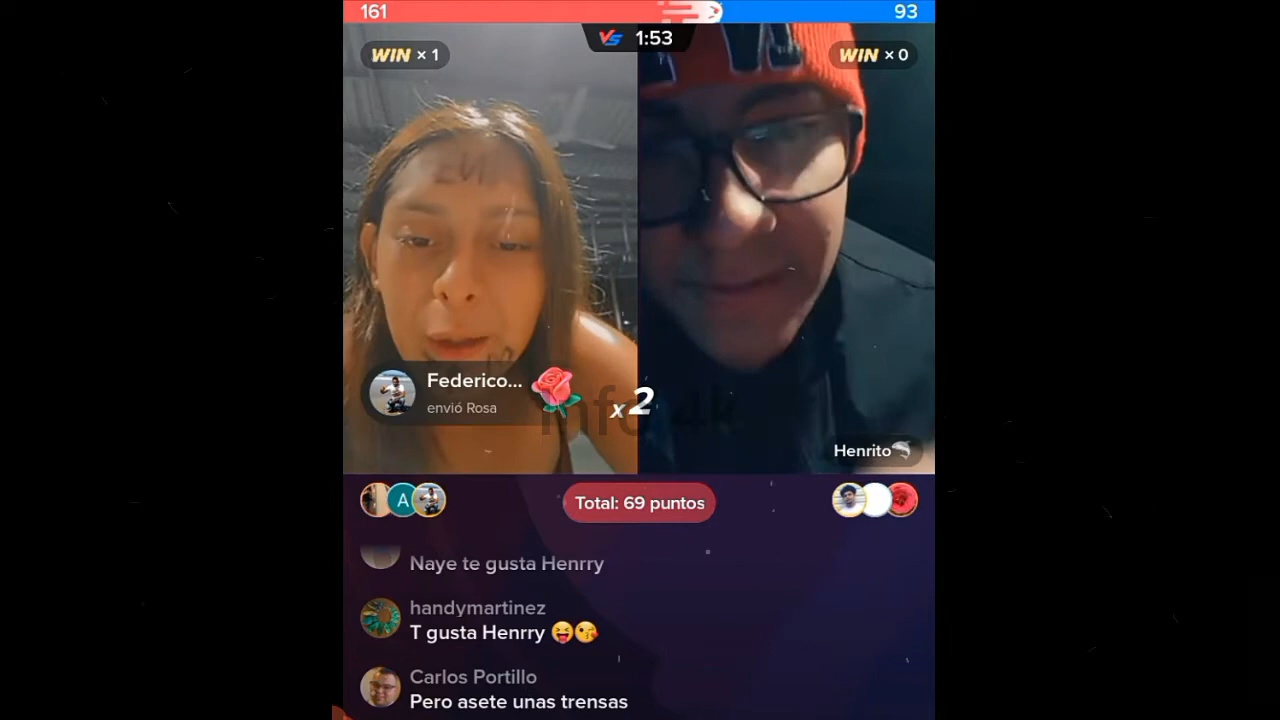 161
93
VS 1:53
WIN × 1
WIN × 0
Federico...
envió Rosa
x2
Henrito
A
Total: 69 puntos
Naye te gusta Henrry
handymartinez
T gusta Henrry
Carlos Portillo
Pero asete unas trensas